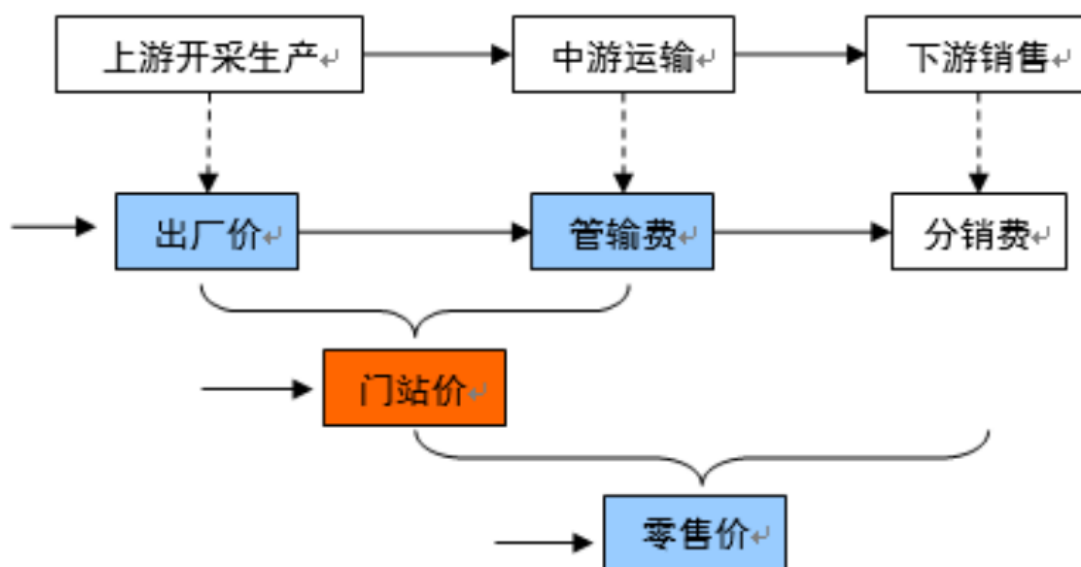 上游开采生产
中游运输
下游销售
出厂价
管输费
分销费
门站价
零售价